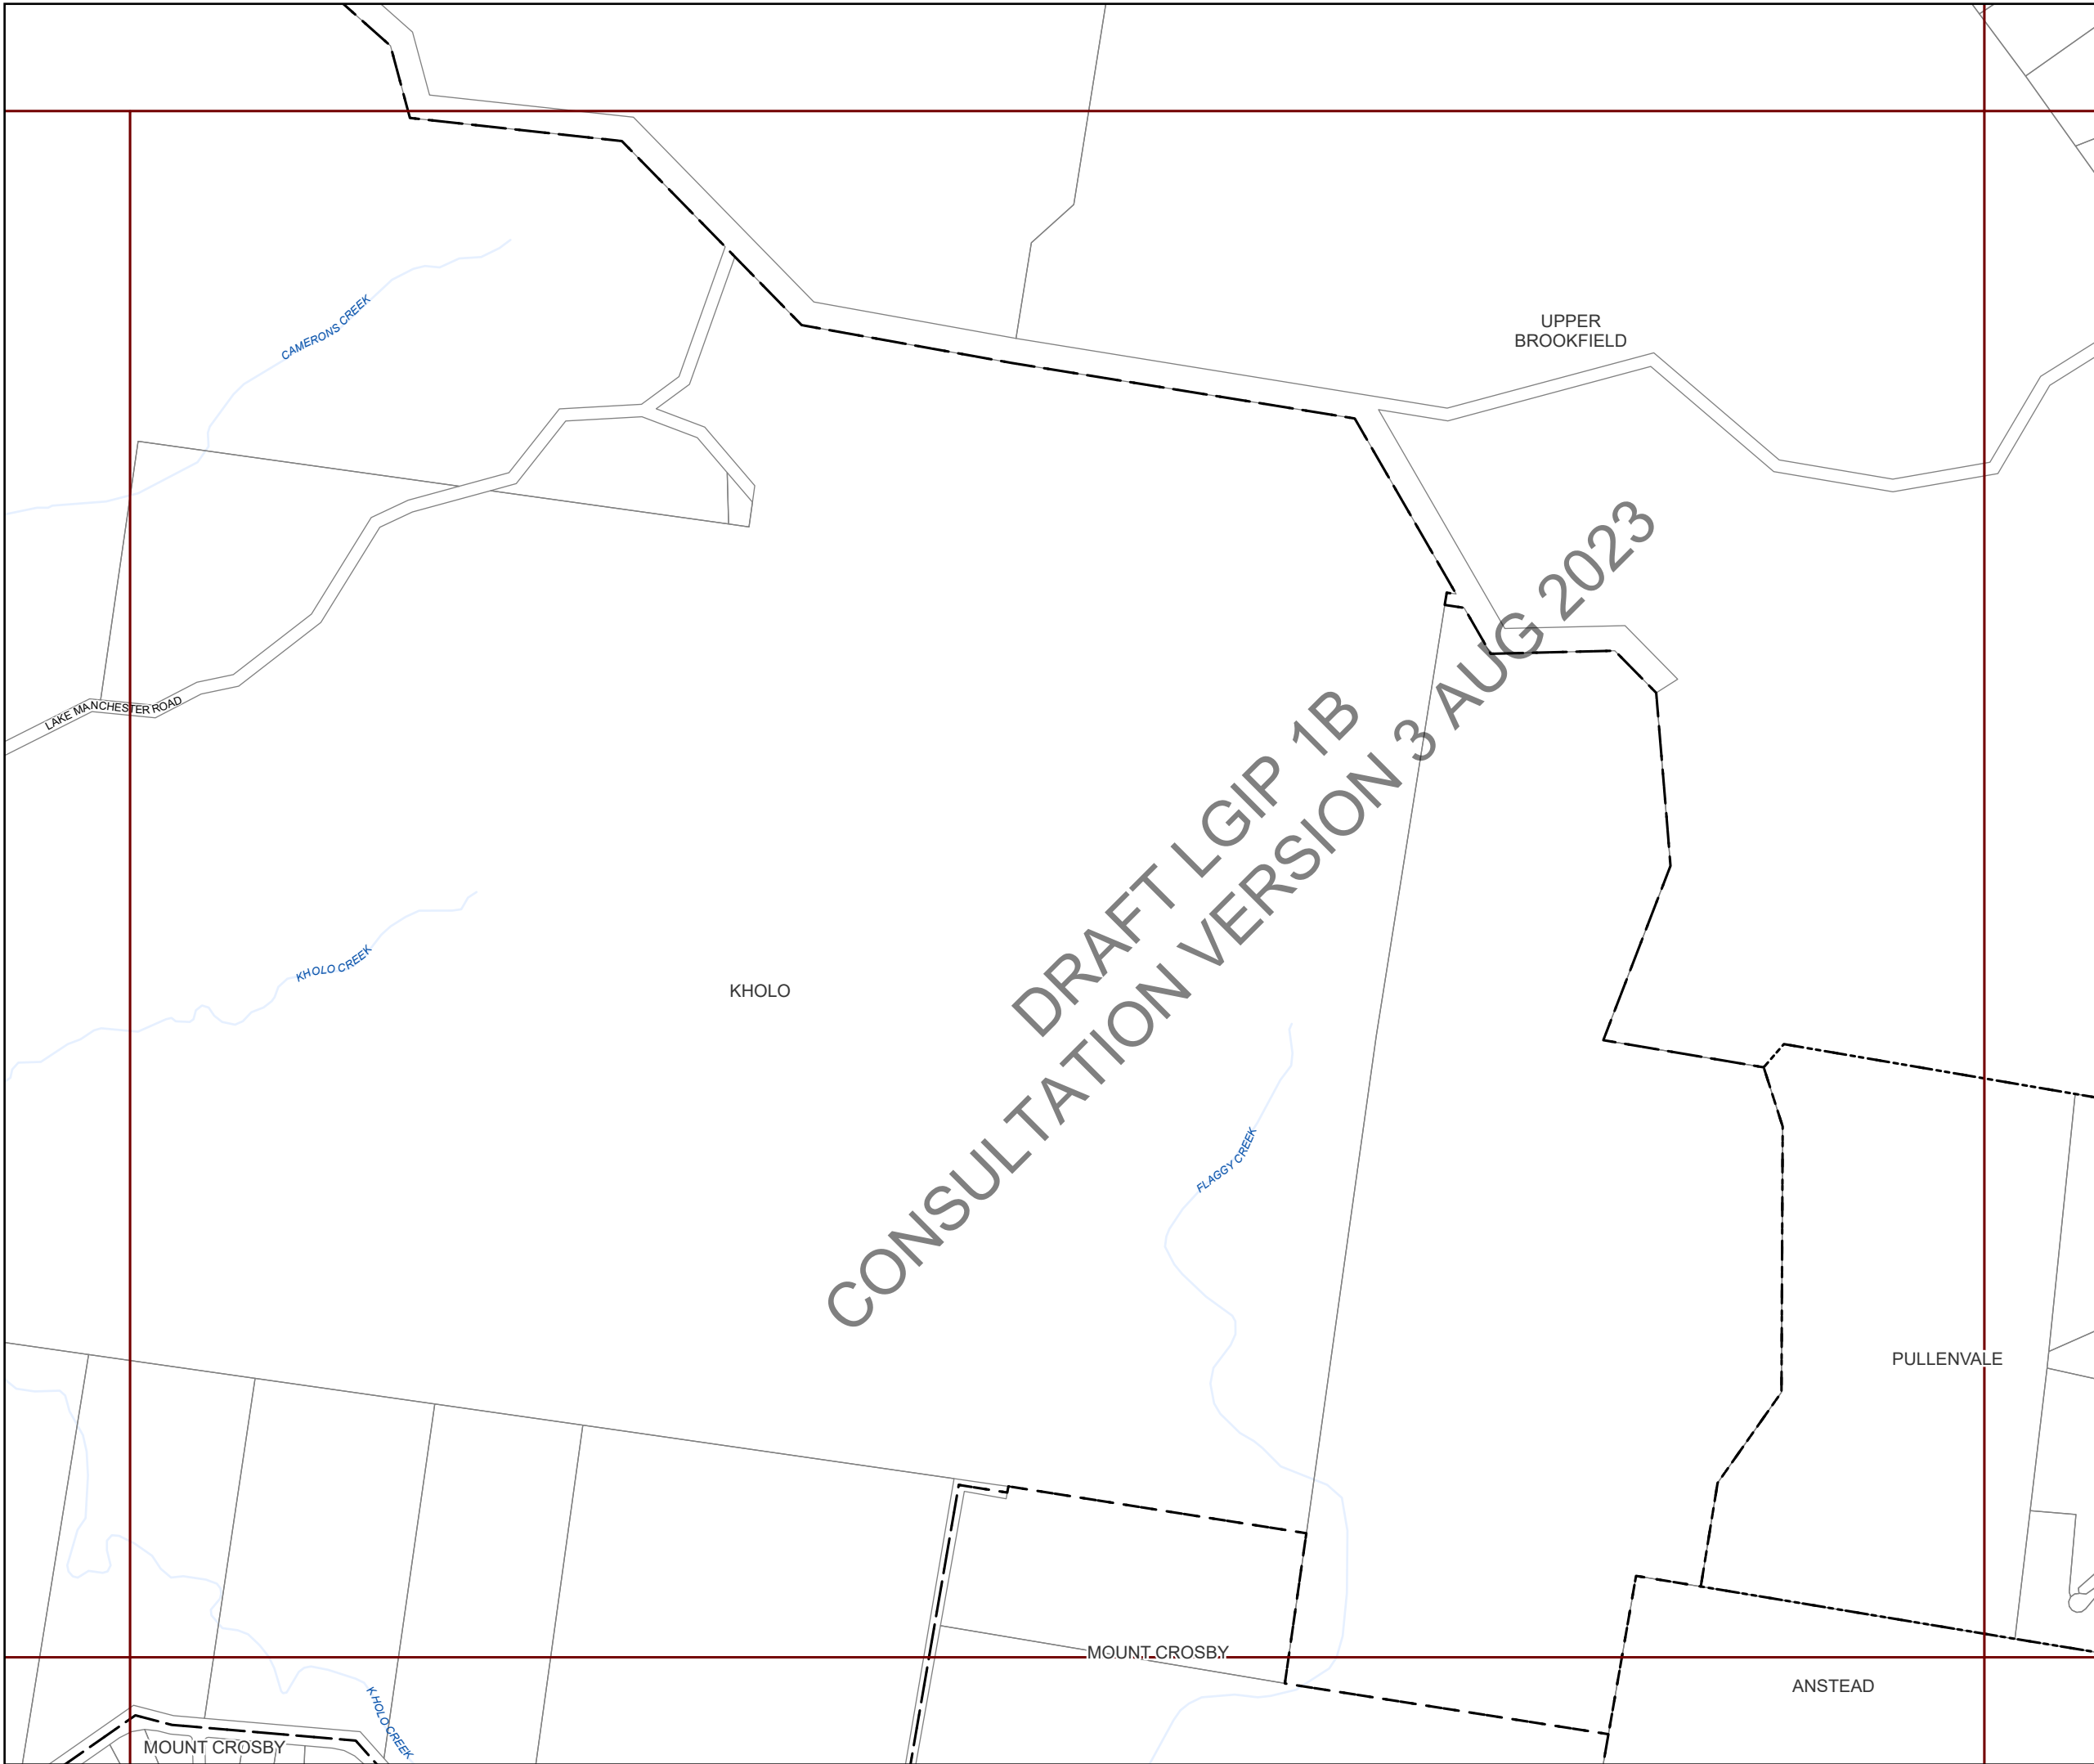 CAMERONS CREEK
UPPER
BROOKFIELD
LAKE MANCHESTER ROAD
DRAFT LGIP 1B
CONSULTATION VERSION 3 AUG 2023
KHOLO CREEK
KHOLO
FLAGGY CREEK
PULLENVALE
MOUNT CROSBY
ANSTEAD
KHOLO CREEK
MOUNT CROSBY